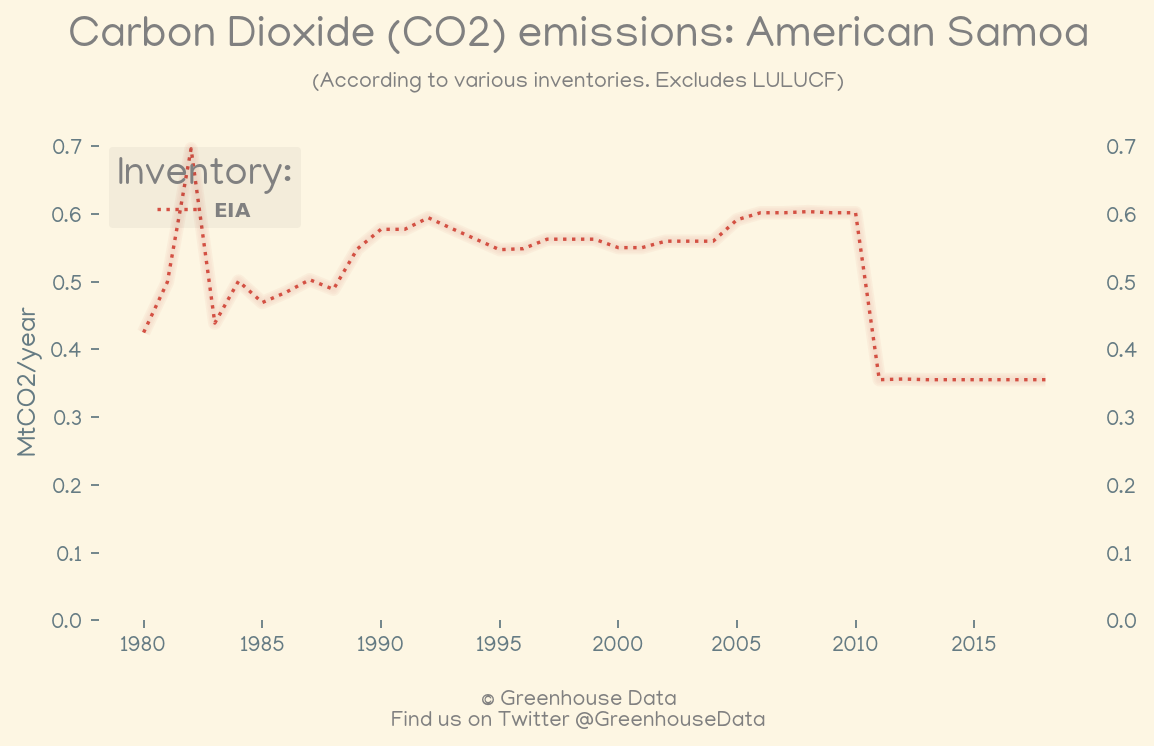 Carbon Dioxide (CO2) emissions: American Samoa
(According to various inventories. Excludes LULUCF)
0.7
0.7
Inventory:
EIA
0.6
0.6
0.5
0.5
0.4
0.4
MtCO2/year
0.3
0.3
0.2
0.2
0.1
0.1
0.0
0.0
1980 1985 1990 1995 2000 2005 2010 2015
© Greenhouse Data
Find us on Twitter @GreenhouseData